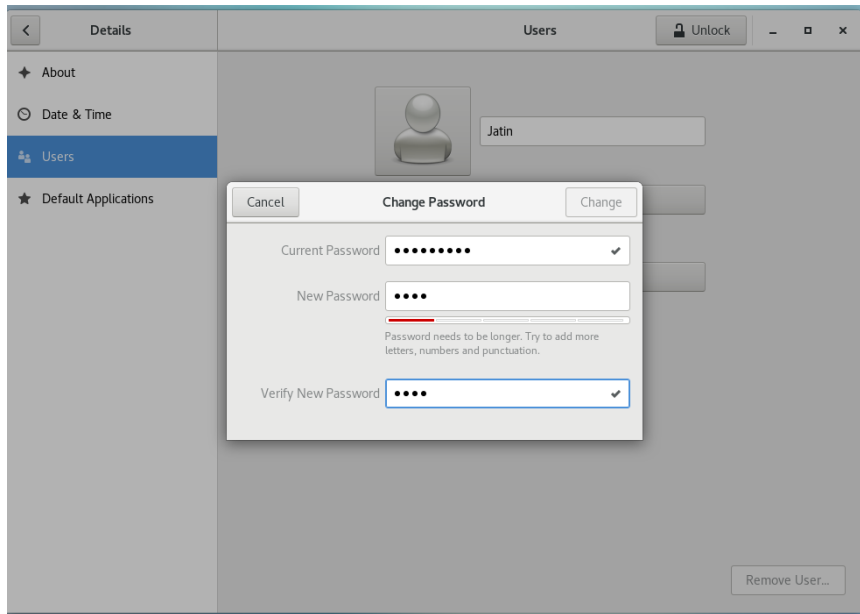 Details
Users
Unlock
About
Date & Time
Users
Default Applications
Jatin
Cancel
Change Password
Change
Current Password
New Password
Password needs to be longer. Try to add more
letters, numbers and punctuation.
Verify New Password
Remove User...